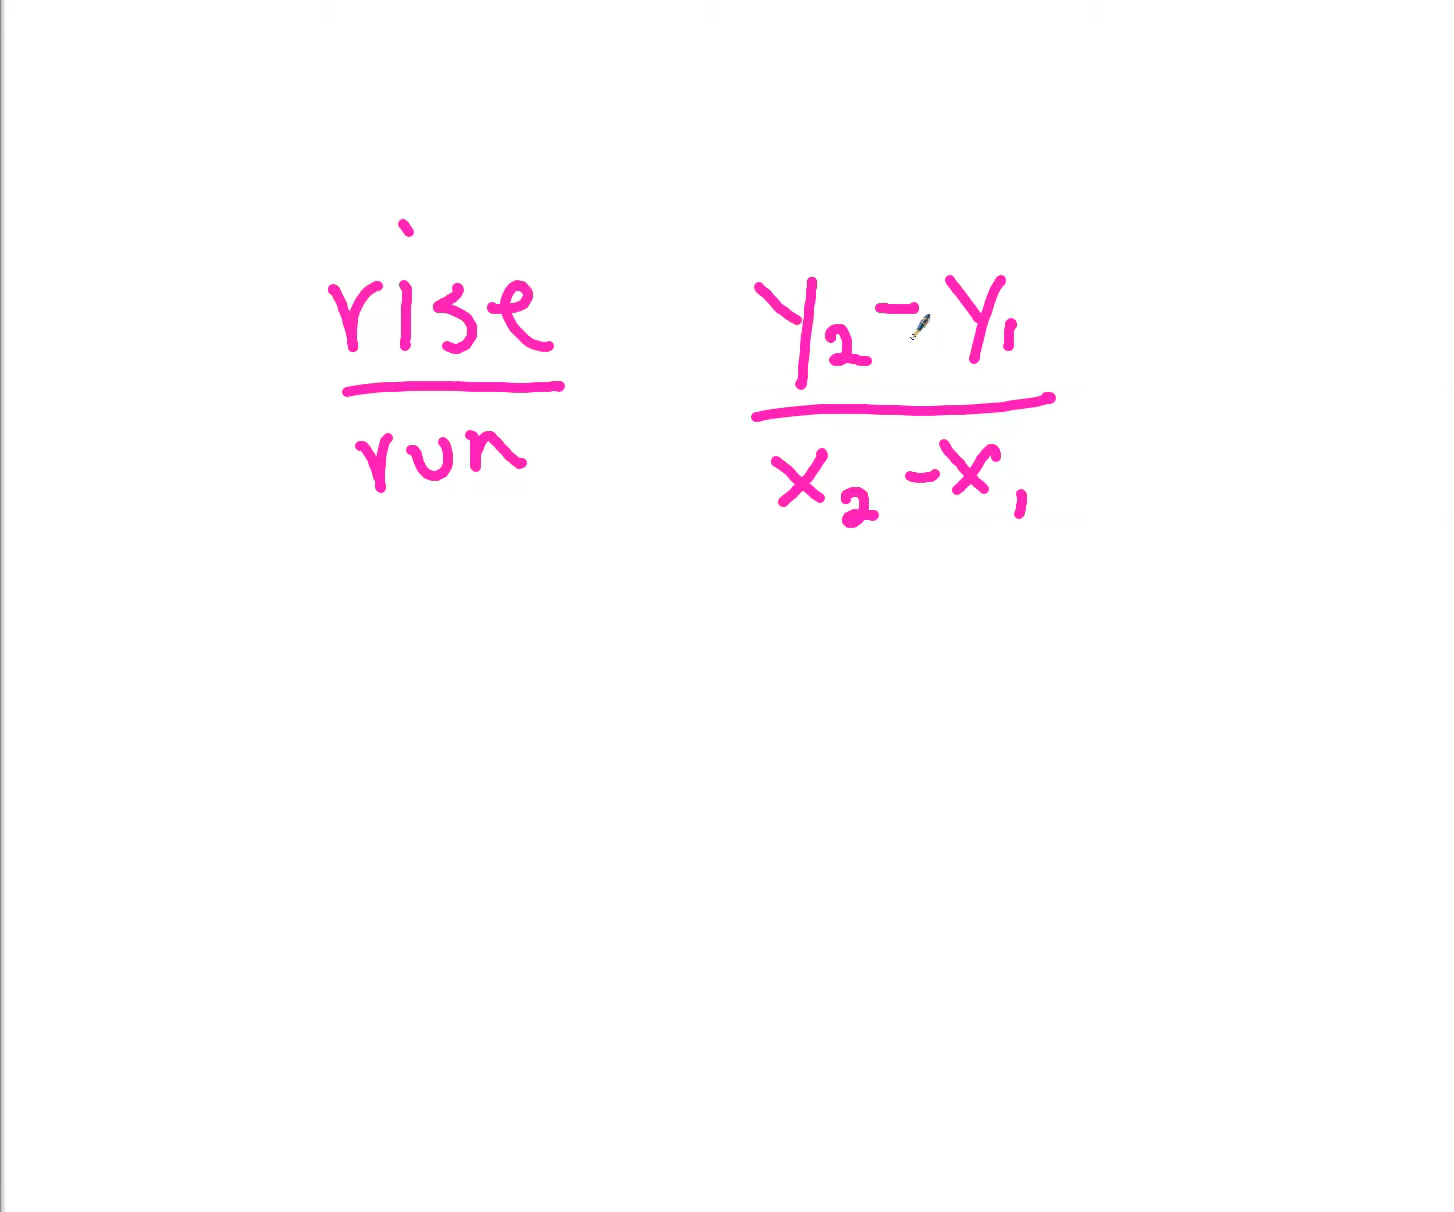 rise
run
y₂ - y₁
x₂ - x₁